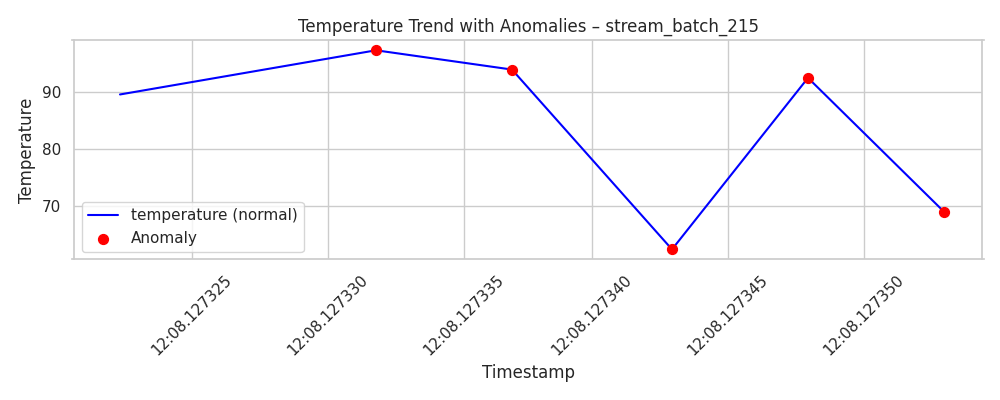 Temperature Trend with Anomalies – stream_batch_215
Temperature
90
80
70
temperature (normal)
Anomaly
12:08.127325
12:08.127330
12:08.127335
12:08.127340
12:08.127345
12:08.127350
Timestamp